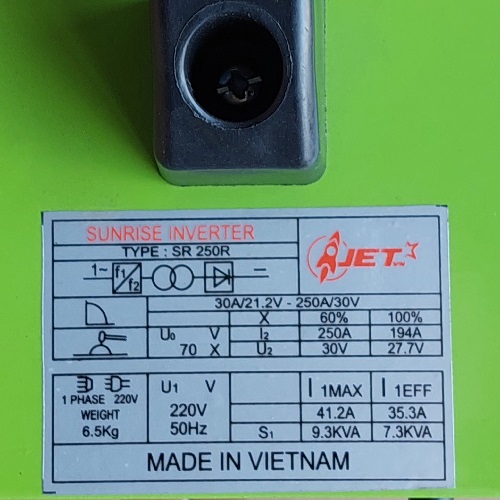 SUNRISE INVERTER
TYPE : SR 250R
JET
1~ f1 f2
30A/21.2V - 250A/30V
X 60% 100%
U0 V I2 250A 194A
70 X U2 30V 27.7V
1 PHASE 220V
WEIGHT
6.5Kg
U1 V
220V
50Hz
I 1MAX I 1EFF
41.2A 35.3A
S1 9.3KVA 7.3KVA
MADE IN VIETNAM